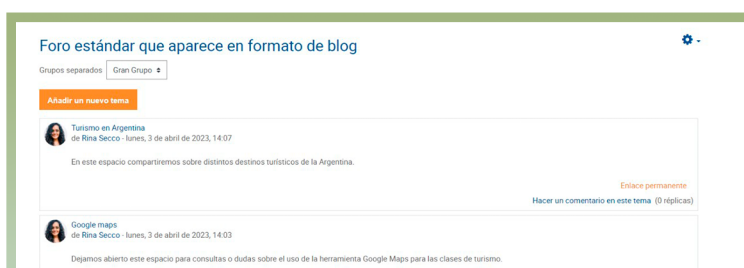 Foro estándar que aparece en formato de blog
Grupos separados Gran Grupo
Añadir un nuevo tema
Turismo en Argentina
de Rina Secco - lunes, 3 de abril de 2023, 14:07
En este espacio compartiremos sobre distintos destinos turísticos de la Argentina.
Enlace permanente
Hacer un comentario en este tema (0 réplicas)
Google maps
de Rina Secco - lunes, 3 de abril de 2023, 14:03
Dejamos abierto este espacio para consultas o dudas sobre el uso de la herramienta Google Maps para las clases de turismo.